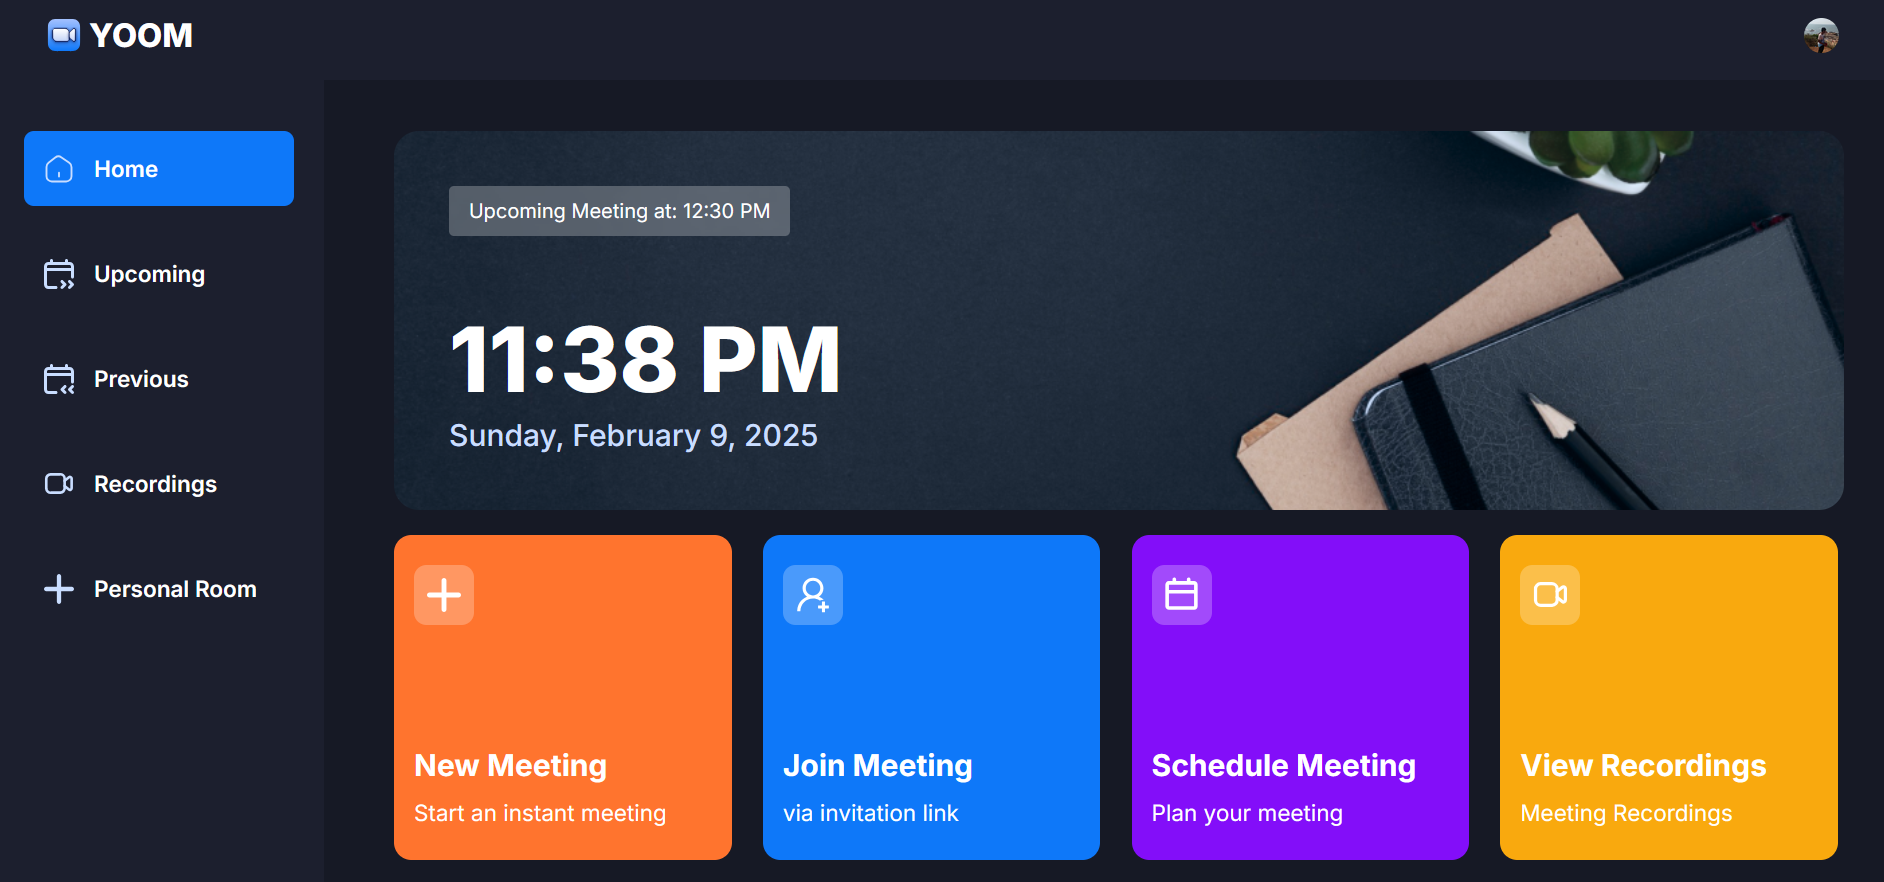 YOOM
Home
Upcoming
Previous
Recordings
Personal Room
Upcoming Meeting at: 12:30 PM
11:38 PM
Sunday, February 9, 2025
New Meeting
Start an instant meeting
Join Meeting
via invitation link
Schedule Meeting
Plan your meeting
View Recordings
Meeting Recordings